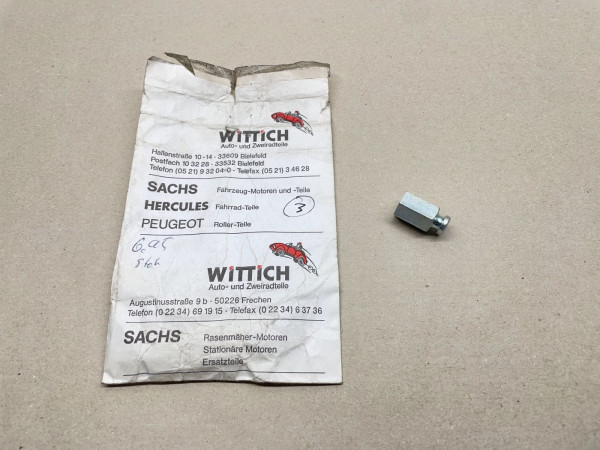 WITTICH
Auto- und Zweiradteile
Hallenstraße 10-14 - 33609 Bielefeld
Postfach 10 32 28 - 33532 Bielefeld
Telefon (05 21) 9 32 04-0 - Telefax (05 21) 3 46 28
SACHS Fahrzeug-Motoren und -Teile
HERCULES Fahrrad-Teile 3
PEUGEOT Roller-Teile
WITTICH
Auto- und Zweiradteile
Augustinusstraße 9 b - 50226 Frechen
Telefon (0 22 34) 69 19 15 - Telefax (0 22 34) 6 37 36
SACHS Rasenmäher-Motoren
Stationäre Motoren
Ersatzteile